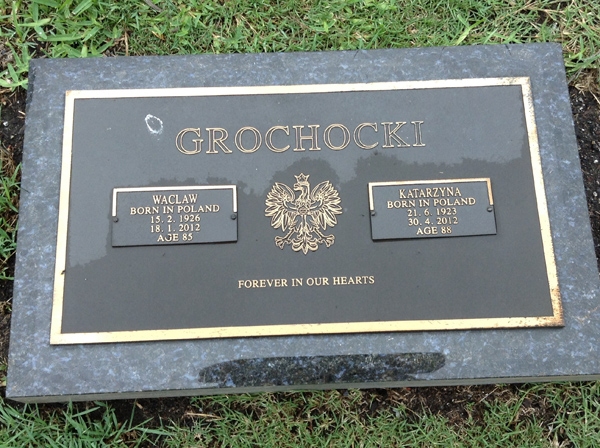 GROCHOCKI
WACLAW
BORN IN POLAND
15. 2. 1926
18. 1. 2012
AGE 85
KATARZYNA
BORN IN POLAND
21. 6. 1923
30. 4. 2012
AGE 88
FOREVER IN OUR HEARTS